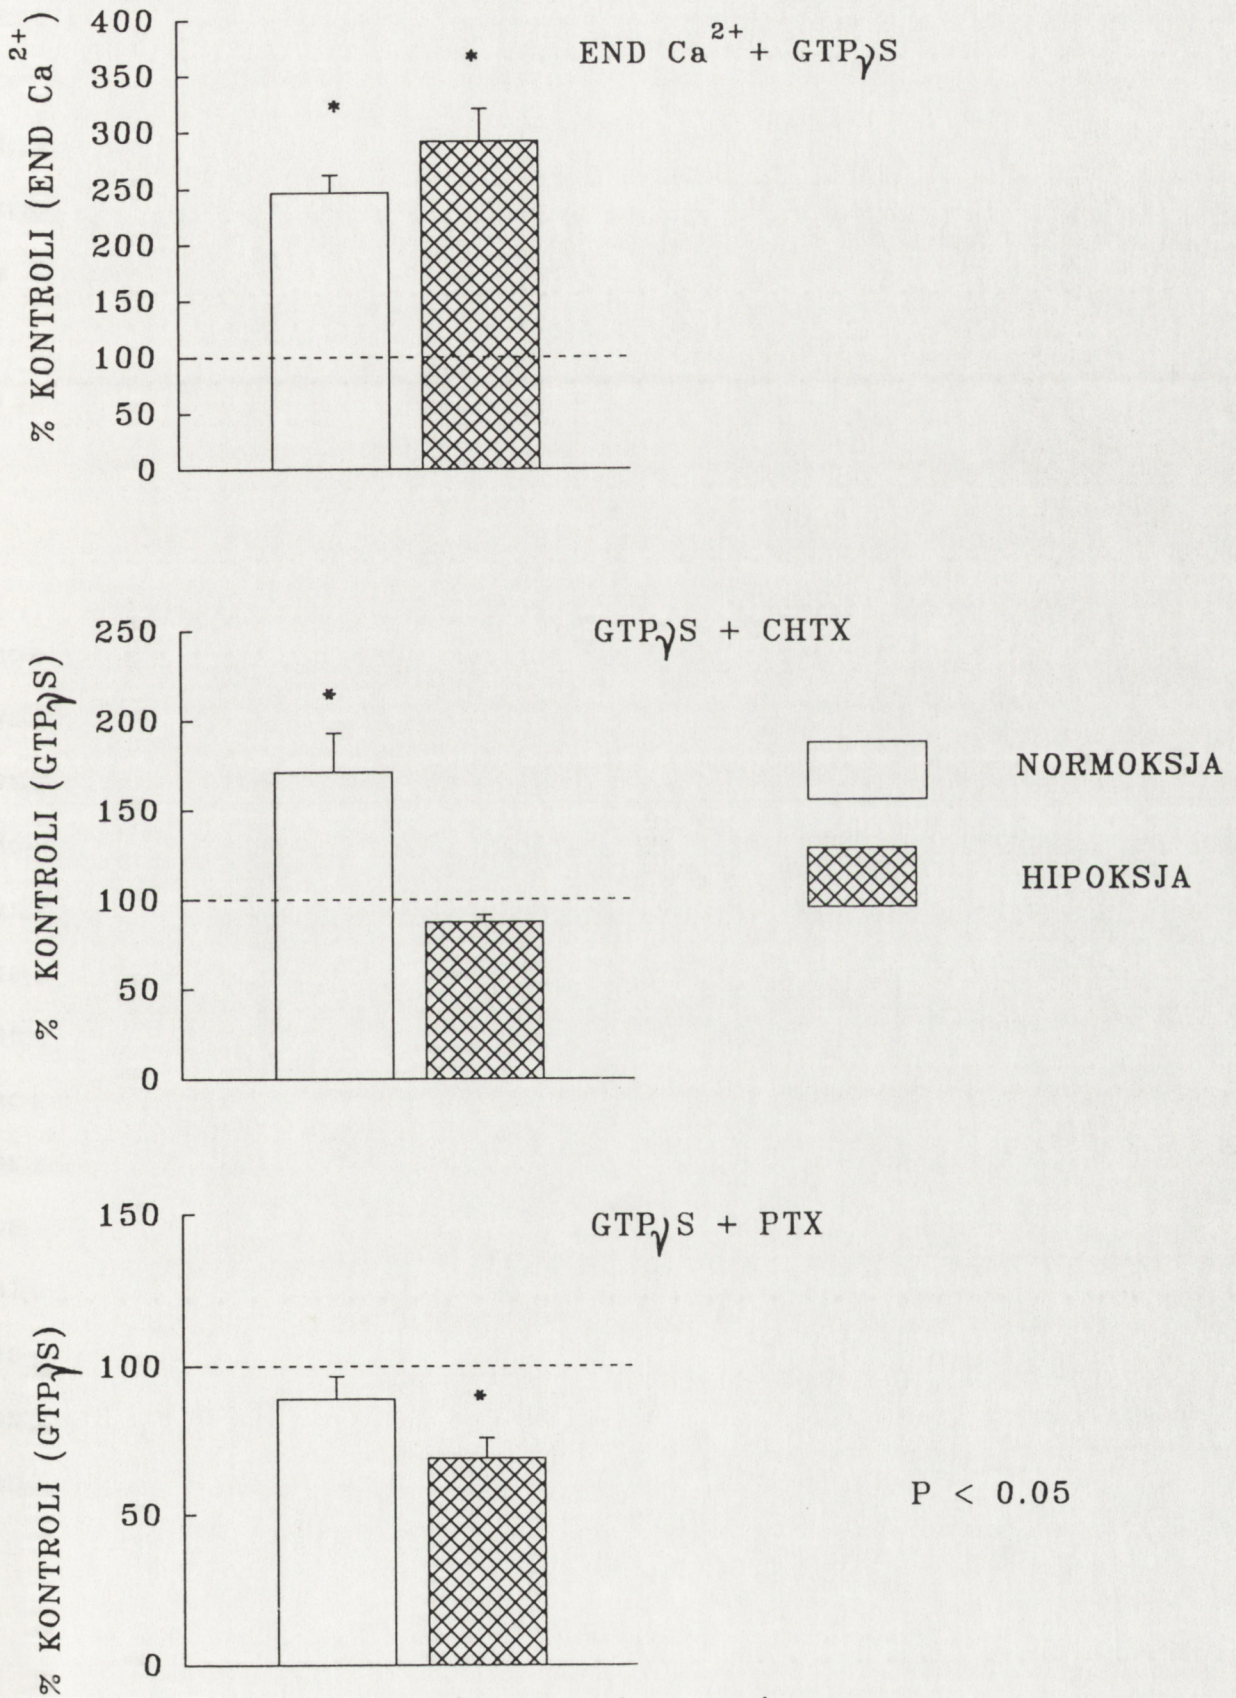 % KONTROLI (END Ca²⁺)
400
350
300
250
200
150
100
50
0
END Ca²⁺ + GTPγS
*
*
% KONTROLI (GTPγS)
250
200
150
100
50
0
GTPγS + CHTX
*
NORMOKSJA
HIPOKSJA
% KONTROLI (GTPγS)
150
100
50
0
GTPγS + PTX
*
P < 0.05